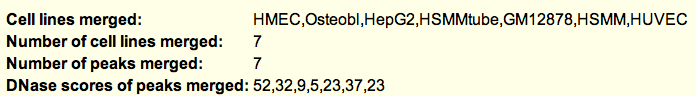 Cell lines merged: HMEC,Osteobl,HepG2,HSMMtube,GM12878,HSMM,HUVEC
Number of cell lines merged: 7
Number of peaks merged: 7
DNase scores of peaks merged: 52,32,9,5,23,37,23